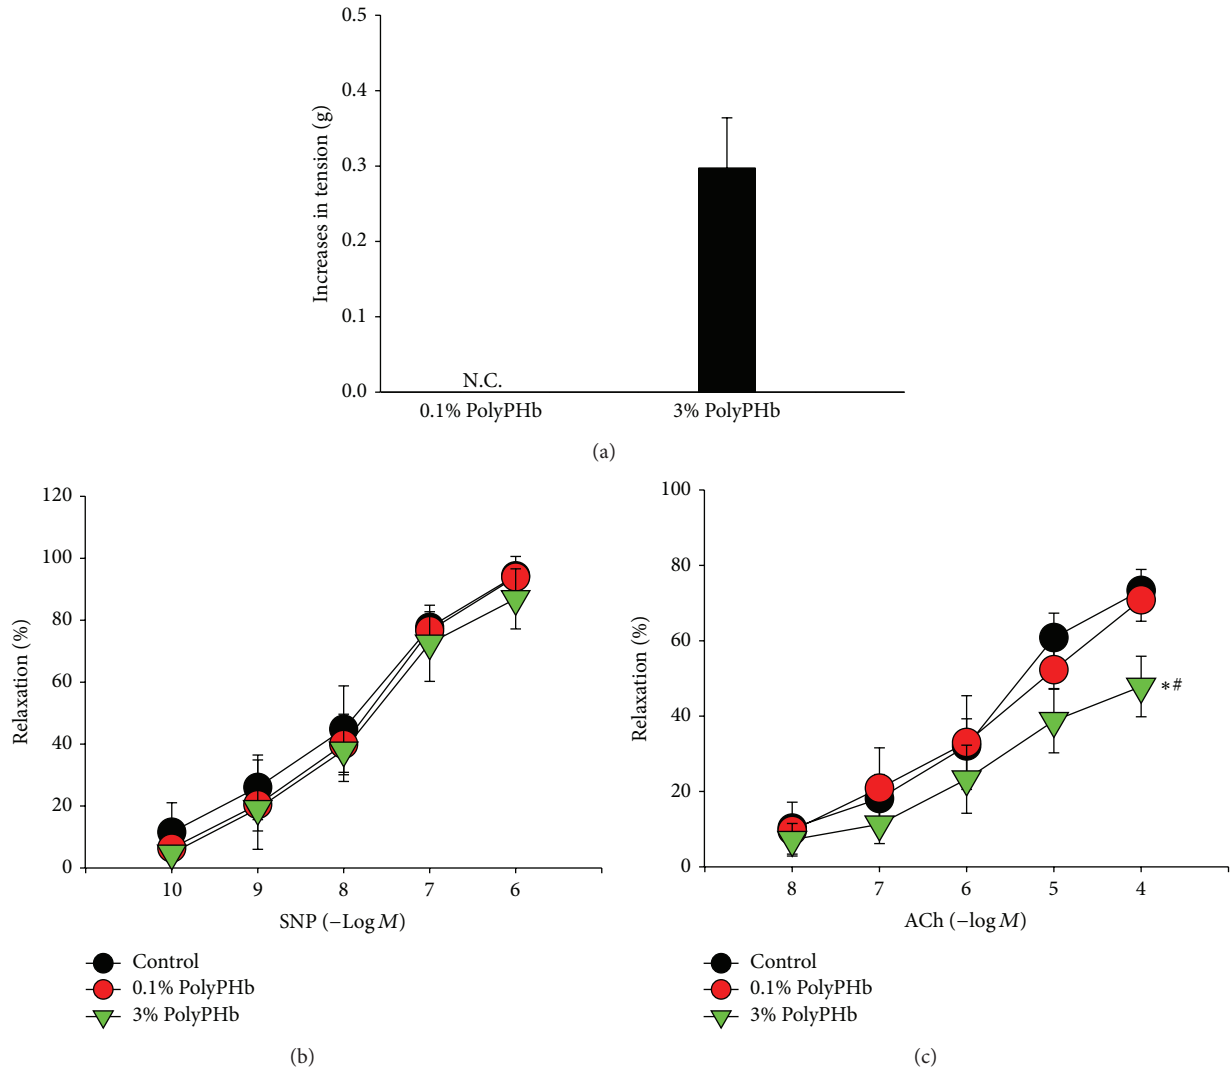 0.5
0.4
0.3
0.2
0.1
0.0
Increases in tension (g)
N.C.
0.1% PolyPHb 3% PolyPHb
(a)
120
100
80
60
40
20
0
Relaxation (%)
10 9 8 7 6
SNP (−Log M)
Control
0.1% PolyPHb
3% PolyPHb
(b)
100
80
60
40
20
0
Relaxation (%)
*#
8 7 6 5 4
ACh (−log M)
Control
0.1% PolyPHb
3% PolyPHb
(c)